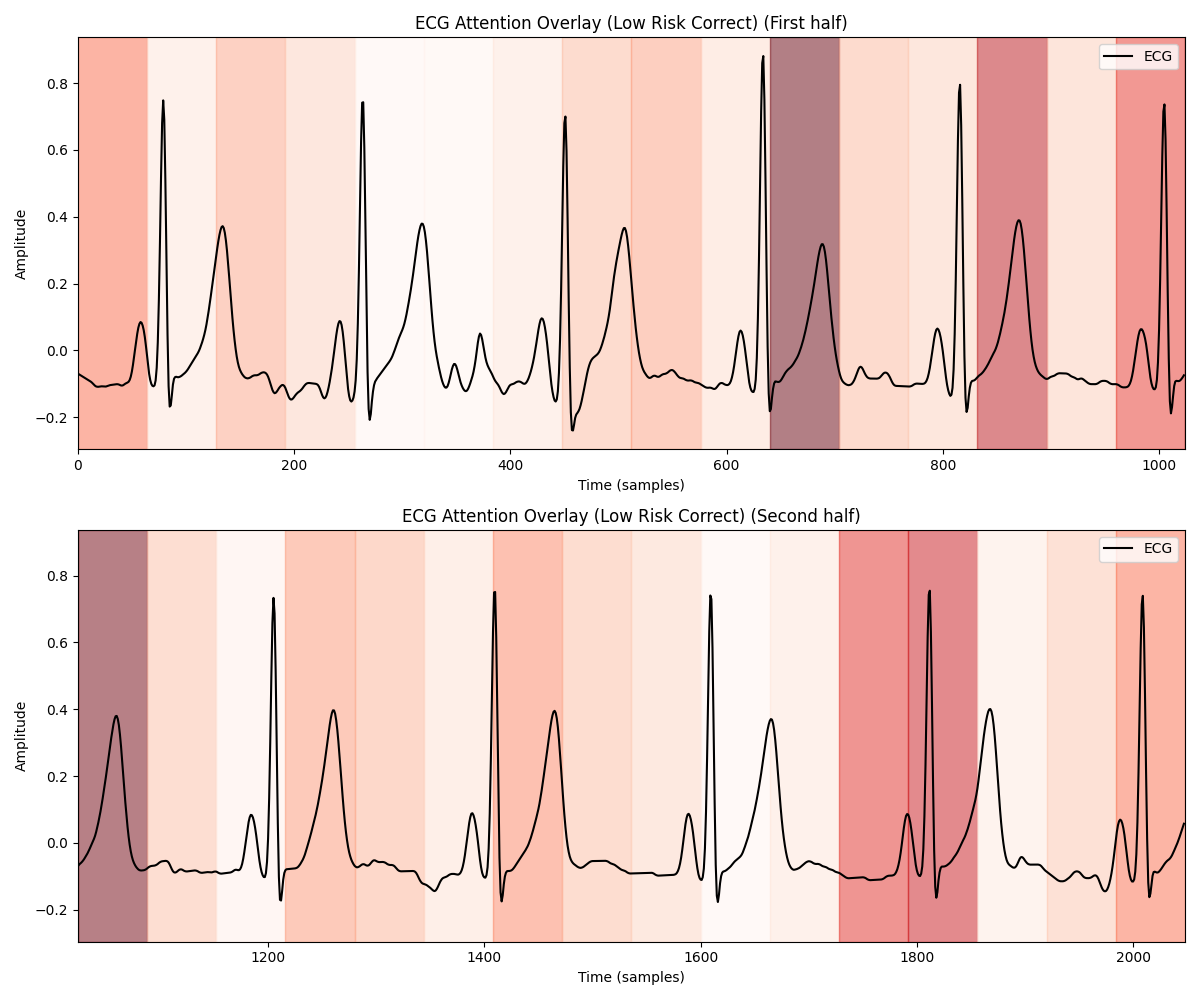 ECG Attention Overlay (Low Risk Correct) (First half)
ECG
0.8
0.6
0.4
0.2
0.0
−0.2
Amplitude
0 200 400 600 800 1000
Time (samples)
ECG Attention Overlay (Low Risk Correct) (Second half)
ECG
0.8
0.6
0.4
0.2
0.0
−0.2
Amplitude
1200 1400 1600 1800 2000
Time (samples)